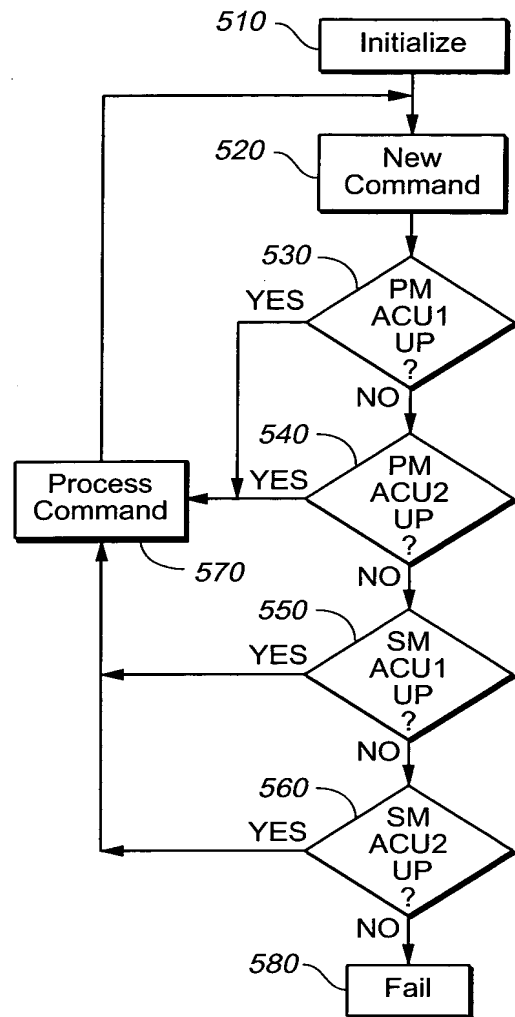 510
Initialize
520
New
Command
530
YES
PM
ACU1
UP
?
NO
540
YES
PM
ACU2
UP
?
NO
Process
Command
570
550
YES
SM
ACU1
UP
?
NO
560
YES
SM
ACU2
UP
?
NO
580
Fail